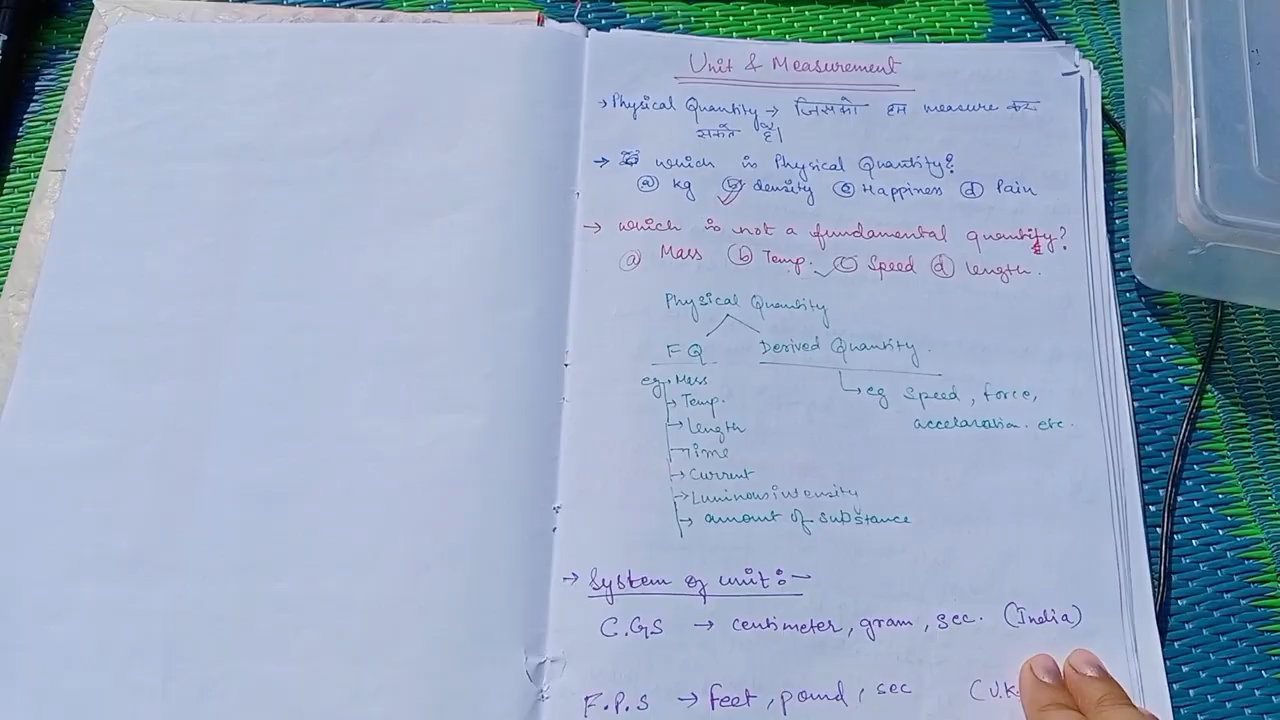 Unit & Measurement
→ Physical Quantity → जिसको हम measure कर
सकते है।
→ which is Physical Quantity?
ⓐ kg ⓑ density ⓒ Happiness ⓓ Pain
→ which is not a fundamental quantity?
ⓐ Mass ⓑ Temp. ⓒ Speed ⓓ length.
Physical Quantity
FQ Derived Quantity.
eg → Mass
→ Temp.
→ Length
Time
→ Current
→ Luminous intensity
→ amount of substance
→ eg Speed, force,
accelaration. etc.
→ System of unit :-
C.G.S → centimeter, gram, sec. (India)
F.P.S → feet, pound, sec (U.K.